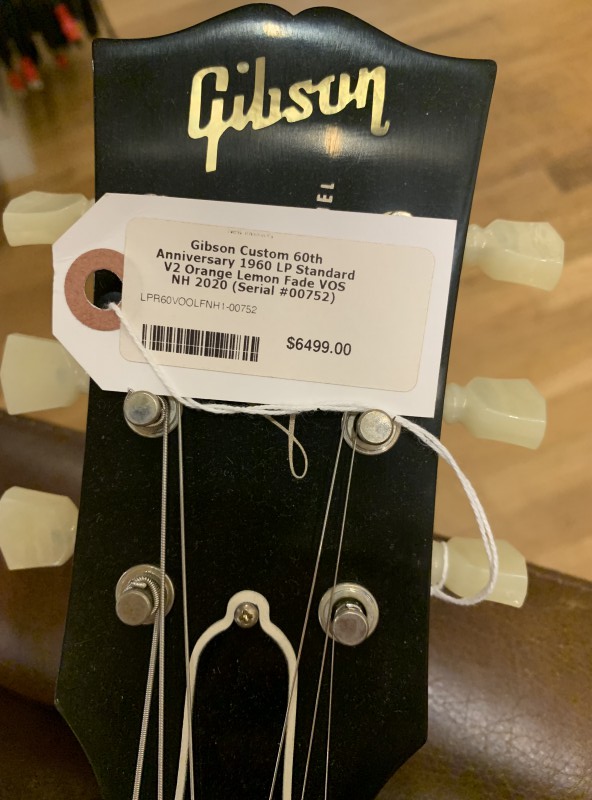 Gibson
EL
Gibson Custom 60th
Anniversary 1960 LP Standard
V2 Orange Lemon Fade VOS
NH 2020 (Serial #00752)
LPR60VOOLFNH1-00752
$6499.00